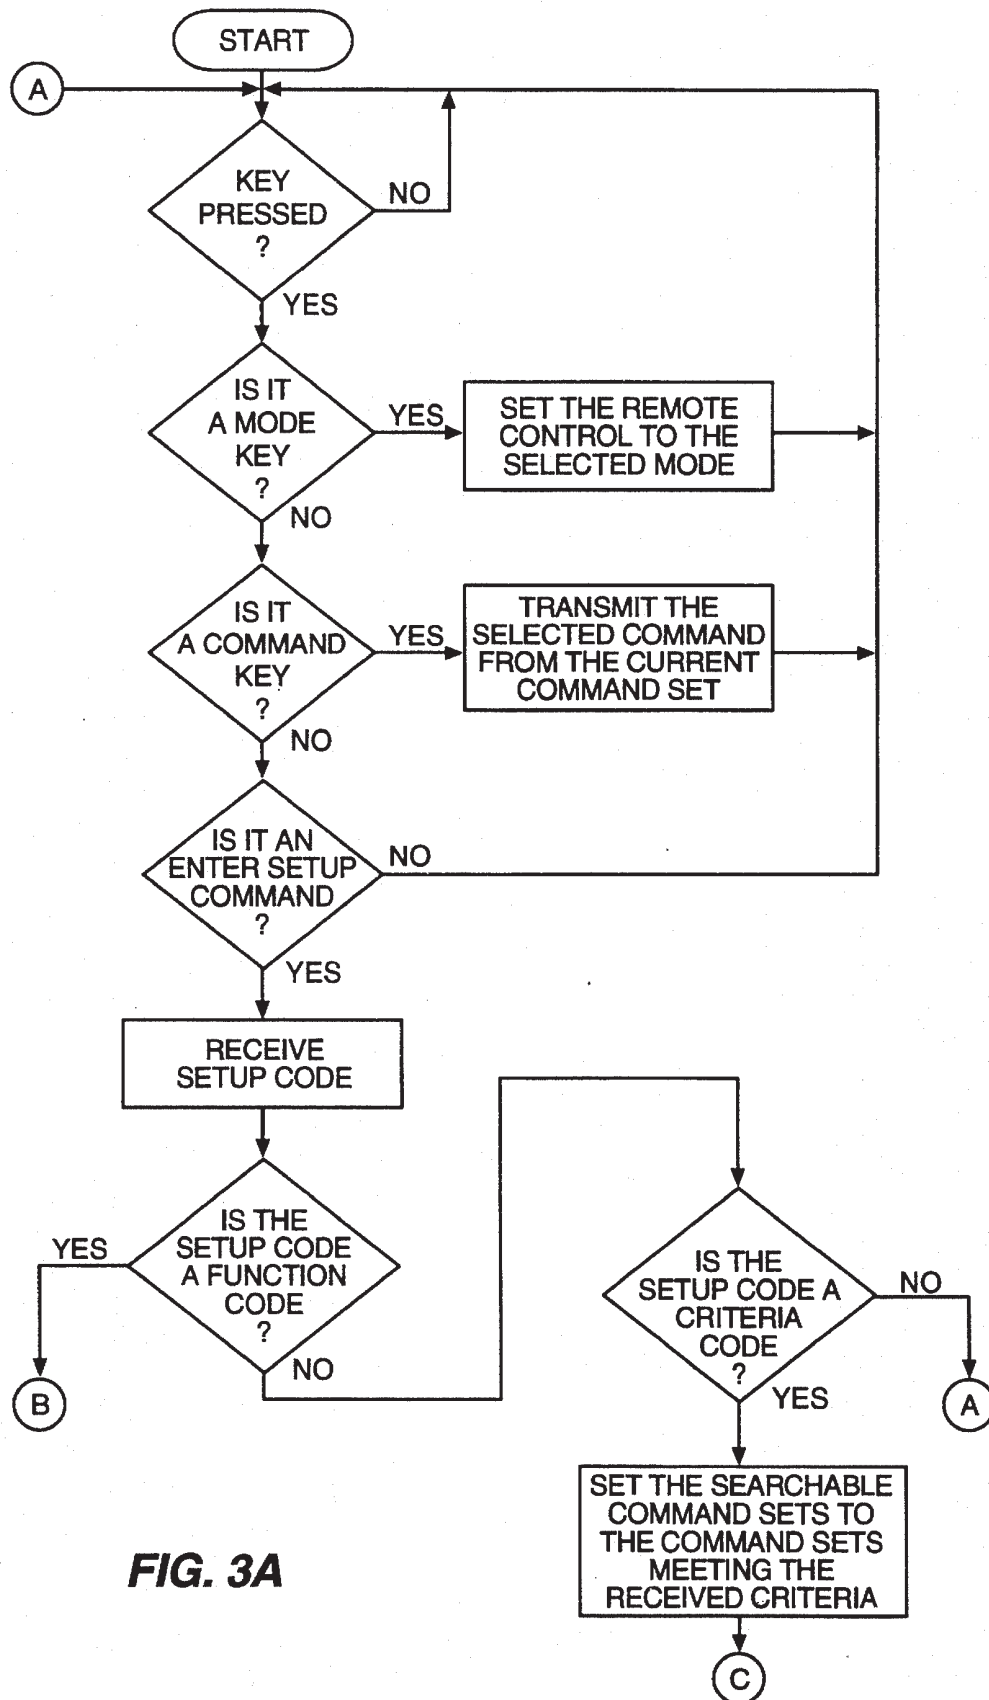 START
A
KEY
PRESSED
?
NO
YES
IS IT
A MODE
KEY
?
YES
SET THE REMOTE
CONTROL TO THE
SELECTED MODE
NO
IS IT
A COMMAND
KEY
?
YES
TRANSMIT THE
SELECTED COMMAND
FROM THE CURRENT
COMMAND SET
NO
IS IT AN
ENTER SETUP
COMMAND
?
NO
YES
RECEIVE
SETUP CODE
IS THE
SETUP CODE
A FUNCTION
CODE
?
YES
B
NO
IS THE
SETUP CODE A
CRITERIA
CODE
?
NO
A
YES
SET THE SEARCHABLE
COMMAND SETS TO
THE COMMAND SETS
MEETING THE
RECEIVED CRITERIA
C
FIG. 3A